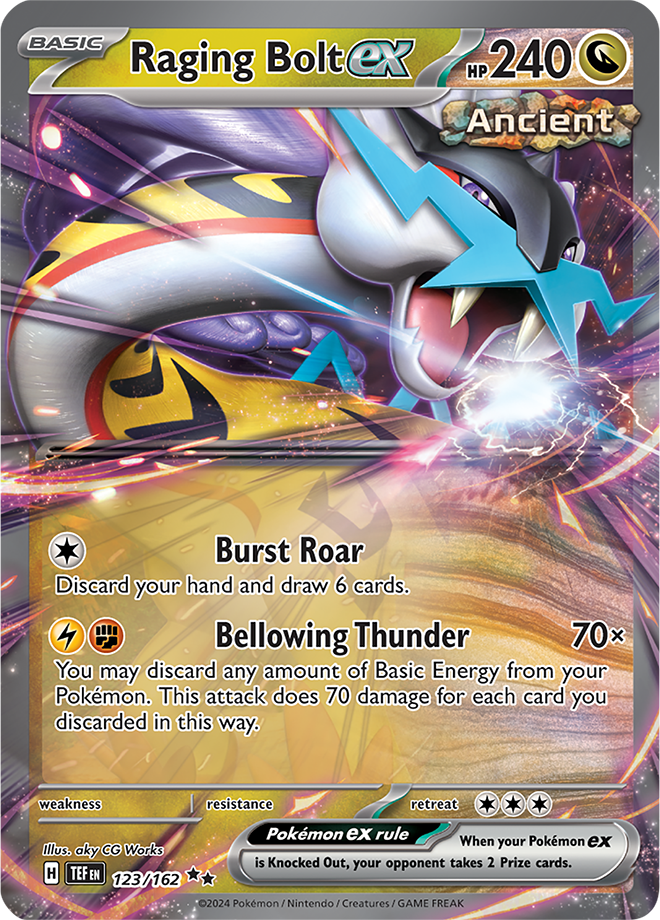 BASIC
Raging Bolt ex
HP 240
Ancient
Burst Roar
Discard your hand and draw 6 cards.
Bellowing Thunder 70×
You may discard any amount of Basic Energy from your
Pokémon. This attack does 70 damage for each card you
discarded in this way.
weakness resistance retreat
Illus. aky CG Works
Pokémon ex rule
When your Pokémon ex
is Knocked Out, your opponent takes 2 Prize cards.
H TEF EN 123/162
©2024 Pokémon / Nintendo / Creatures / GAME FREAK